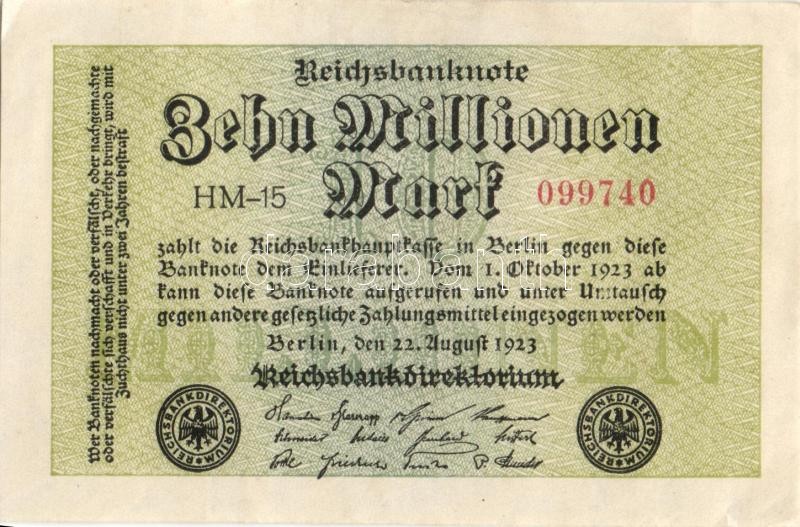 Reichsbanknote
Zehn Millionen
Mark
HM-15
099740
zahlt die Reichsbankhauptkasse in Berlin gegen diese
Banknote dem Einlieferer. Vom 1. Oktober 1923 ab
kann diese Banknote aufgerufen und unter Umtausch
gegen andere gesetzliche Zahlungsmittel eingezogen werden
Berlin, den 22. August 1923
Reichsbankdirektorium
REICHSBANKDIREKTORIUM
REICHSBANKDIREKTORIUM
Wer Banknoten nachmacht oder verfälscht, oder nachgemachte
oder verfälschte sich verschafft und in Verkehr bringt, wird mit
Zuchthaus nicht unter zwei Jahren bestraft
darabanth